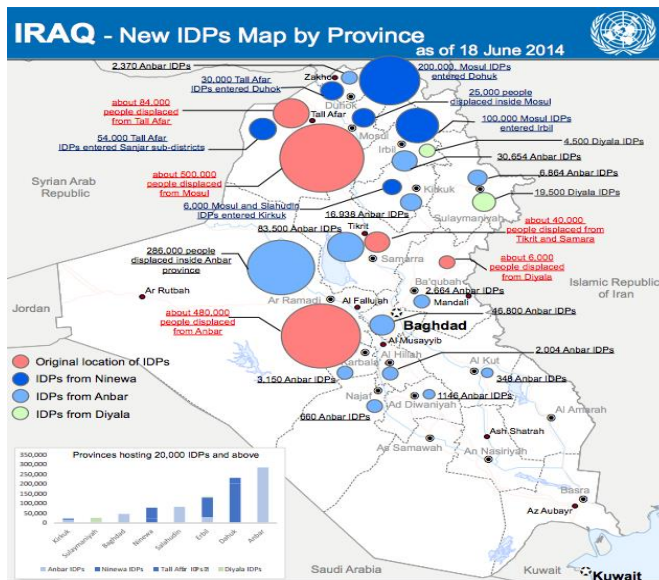 IRAQ - New IDPs Map by Province
as of 18 June 2014
2,370 Anbar IDPs
Zakho
200,000, Mosul IDPs
entered Dohuk
30,000 Tall Afar
IDPs entered Duhok
Duhok
25,000 people
displaced inside Mosul
about 84,000
people displaced
from Tall Afar
Tall Afar
Mosul
100,000 Mosul IDPs
entered Irbil
54,000 Tall Afar
IDPs entered Sanjar sub-districts
Irbil
4,500 Diyala IDPs
30,654 Anbar IDPs
Syrian Arab
Republic
about 500,000
people displaced
from Mosul
6,864 Anbar IDPs
Kirkuk
19,500 Diyala IDPs
6,000 Mosul and Slahudin
IDPs entered Kirkuk
16,938 Anbar IDPs
Sulaymaniyah
83,500 Anbar IDPs
Tikrit
about 40,000
people displaced from
Tikrit and Samara
286,000 people
displaced inside Anbar
province
Samarra
about 6,000
people displaced
from Diyala
Islamic Republic
of Iran
Ba'qubah
2,664 Anbar IDPs
Mandali
Jordan
Ar Rutbah
Ar Ramadi
Al Fallujah
46,800 Anbar IDPs
Baghdad
about 480,000
people displaced
from Anbar
Al Musayyib
Karbala
Al Hillah
2,004 Anbar IDPs
Al Kut
348 Anbar IDPs
3,150 Anbar IDPs
Najaf
Ad Diwaniyah
1146 Anbar IDPs
660 Anbar IDPs
Al Amarah
As Samawah
Ash Shatrah
An Nasiriyah
Basra
Az Aubayr
Saudi Arabia
Kuwait
Kuwait
Original location of IDPs
IDPs from Ninewa
IDPs from Anbar
IDPs from Diyala
Provinces hosting 20,000 IDPs and above
350,000
300,000
250,000
200,000
150,000
100,000
50,000
0
Kirkuk
Sulaymaniyah
Baghdad
Ninewa
Salahudin
Erbil
Dahuk
Anbar
Anbar IDPs
Ninewa IDPs
Tall Afar IDPs
Diyala IDPs